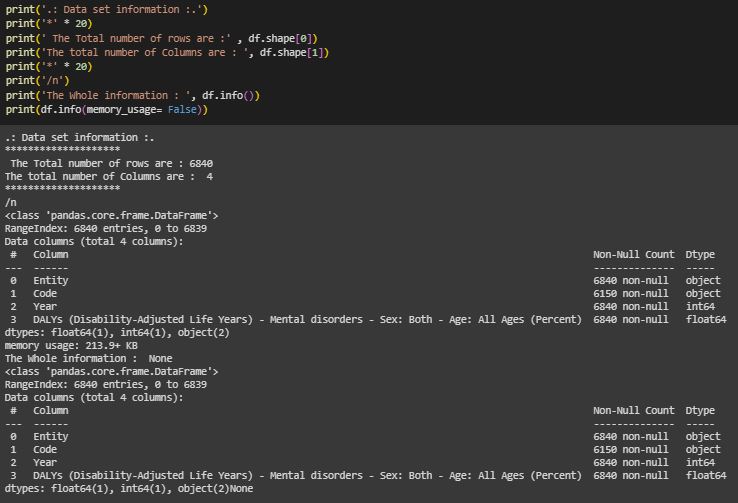 print('.: Data set information :.')
print('*' * 20)
print(' The Total number of rows are :' , df.shape[0])
print('The total number of Columns are : ', df.shape[1])
print('*' * 20)
print('/n')
print('The Whole information : ', df.info())
print(df.info(memory_usage= False))
.: Data set information :.
********************
 The Total number of rows are : 6840
The total number of Columns are :  4
********************
/n
<class 'pandas.core.frame.DataFrame'>
RangeIndex: 6840 entries, 0 to 6839
Data columns (total 4 columns):
 #   Column                                                                                    Non-Null Count  Dtype
---  ------                                                                                    --------------  -----
 0   Entity                                                                                    6840 non-null   object
 1   Code                                                                                      6150 non-null   object
 2   Year                                                                                      6840 non-null   int64
 3   DALYs (Disability-Adjusted Life Years) - Mental disorders - Sex: Both - Age: All Ages (Percent)  6840 non-null   float64
dtypes: float64(1), int64(1), object(2)
memory usage: 213.9+ KB
The Whole information :  None
<class 'pandas.core.frame.DataFrame'>
RangeIndex: 6840 entries, 0 to 6839
Data columns (total 4 columns):
 #   Column                                                                                    Non-Null Count  Dtype
---  ------                                                                                    --------------  -----
 0   Entity                                                                                    6840 non-null   object
 1   Code                                                                                      6150 non-null   object
 2   Year                                                                                      6840 non-null   int64
 3   DALYs (Disability-Adjusted Life Years) - Mental disorders - Sex: Both - Age: All Ages (Percent)  6840 non-null   float64
dtypes: float64(1), int64(1), object(2)None